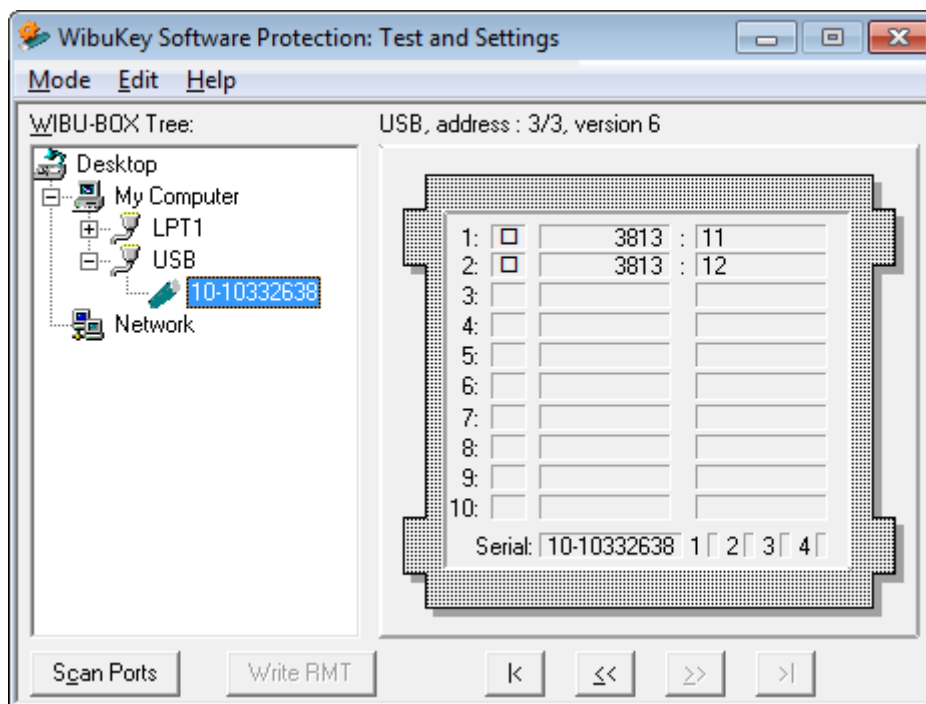 WibuKey Software Protection: Test and Settings
Mode Edit Help
WIBU-BOX Tree:
Desktop
My Computer
LPT1
USB
10-10332638
Network
USB, address : 3/3, version 6
1: 3813 : 11
2: 3813 : 12
3:
4:
5:
6:
7:
8:
9:
10:
Serial: 10-10332638 1 2 3 4
Scan Ports Write RMT |< << >> >|